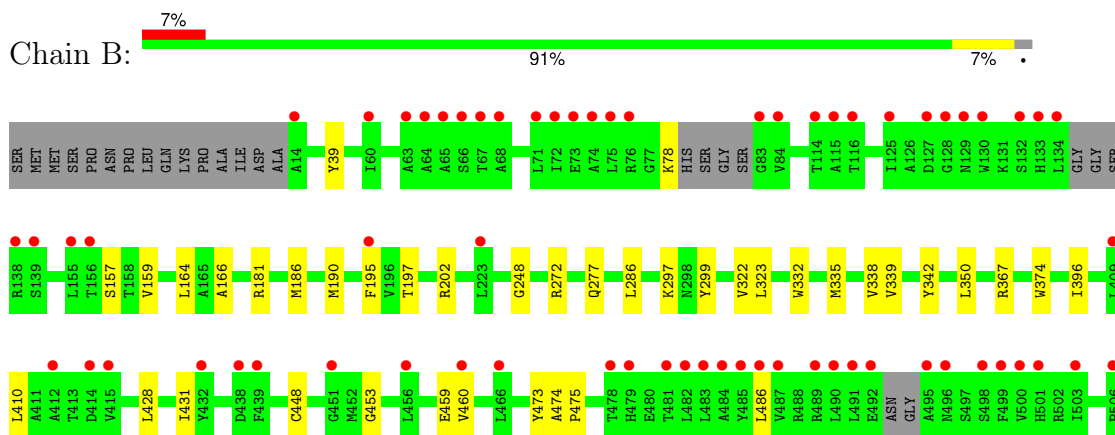 7%
Chain B:
91% 7% •
SER MET MET SER PRO ASN PRO LEU GLN LYS PRO ALA ILE ASP ALA A14 Y39 I60 A63 A64 A65 S66 T67 A68 L71 I72 E73 A74 L75 R76 G77 K78 HIS SER GLY SER G83 V84 T114 A115 T116 I125 A126 D127 G128 N129 W130 K131 S132 H133 L134 GLY GLY SER
R138 S139 L155 T156 S157 T158 V159 L164 A165 A166 R181 M186 M190 F195 V196 T197 R202 L223 G248 R272 Q277 L286 K297 N298 Y299 V322 L323 W332 M335 V338 V339 Y342 L350 R367 W374 I396 L409
L410 A411 A412 T413 D414 V415 L428 I431 Y432 D438 F439 C448 G451 M452 G453 L456 E459 V460 L466 Y473 A474 P475 T478 H479 E480 T481 L482 L483 A484 Y485 L486 V487 R488 R489 L490 L491 E492 ASN GLY A495 N496 S497 S498 F499 V500 H501 R502 I503